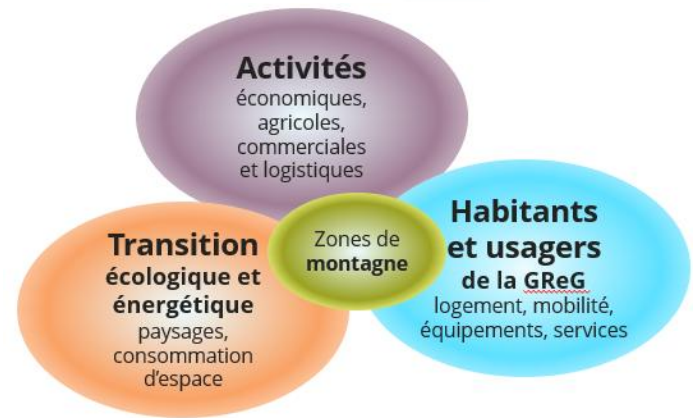 Activités
économiques,
agricoles,
commerciales
et logistiques
Transition
écologique et
énergétique
paysages,
consommation
d'espace
Zones de
montagne
Habitants
et usagers
de la GReG
logement, mobilité,
équipements, services